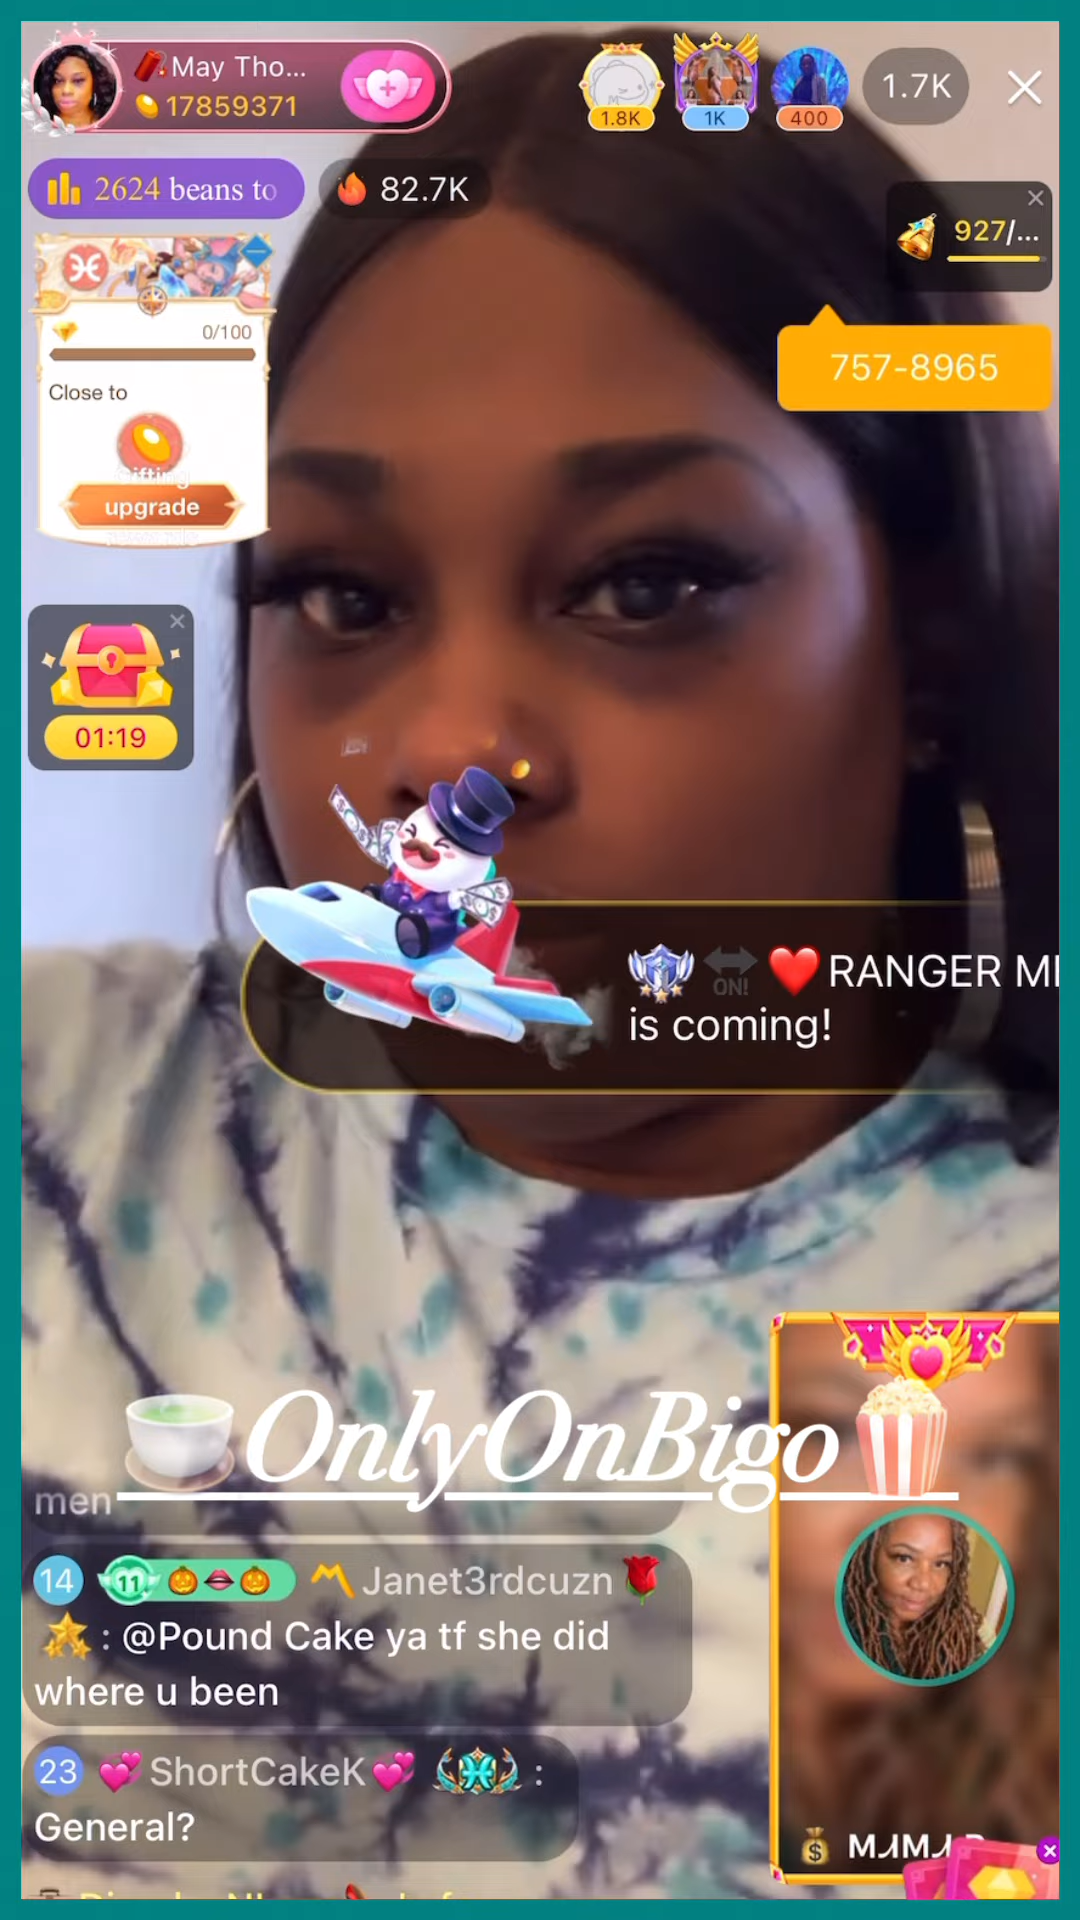 May Tho...
17859371
1.8K
1K
400
1.7K
2624 beans to
82.7K
927/...
757-8965
0/100
Close to
Gifting
upgrade
01:19
ON!
RANGER
is coming!
OnlyOnBigo
men
14 11 Janet3rdcuzn
: @Pound Cake ya tf she did
where u been
23 ShortCakeK :
General?